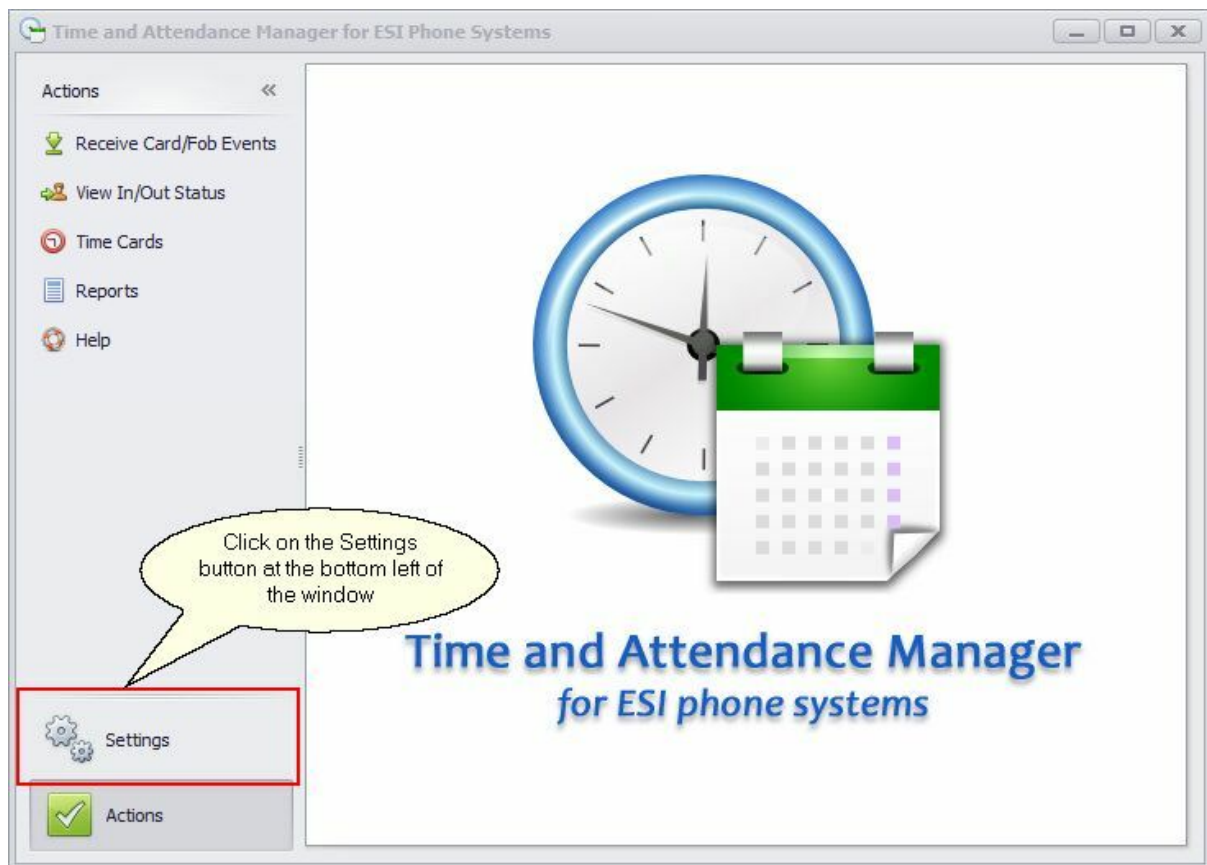 Time and Attendance Manager for ESI Phone Systems
Actions
Receive Card/Fob Events
View In/Out Status
Time Cards
Reports
Help
Click on the Settings
button at the bottom left of
the window
Time and Attendance Manager
for ESI phone systems
Settings
Actions